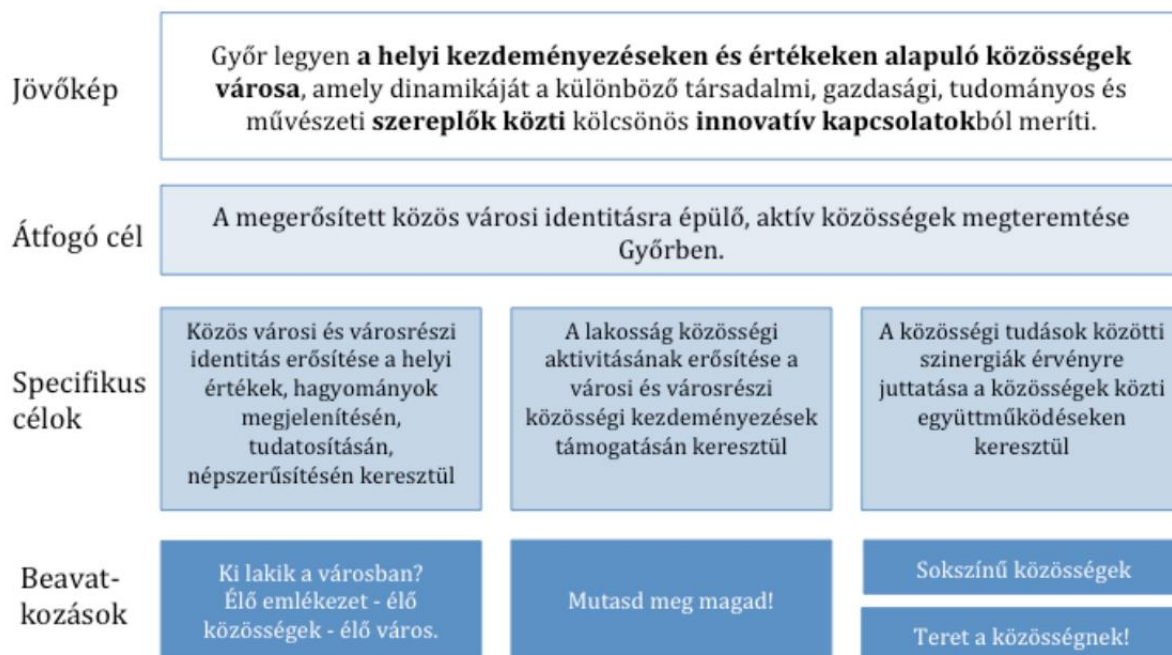 Jövőkép
Győr legyen a helyi kezdeményezéseken és értékeken alapuló közösségek
városa, amely dinamikáját a különböző társadalmi, gazdasági, tudományos és
művészeti szereplők közti kölcsönös innovatív kapcsolatokból meríti.
Átfogó cél
A megerősített közös városi identitásra épülő, aktív közösségek megteremtése
Győrben.
Specifikus
célok
Közös városi és városrészi
identitás erősítése a helyi
értékek, hagyományok
megjelenítésén,
tudatosításán,
népszerűsítésén keresztül
A lakosság közösségi
aktivitásának erősítése a
városi és városrészi
közösségi kezdeményezések
támogatásán keresztül
A közösségi tudások közötti
szinergiák érvényre
juttatása a közösségek közti
együttműködéseken
keresztül
Beavat-
kozások
Ki lakik a városban?
Élő emlékezet - élő
közösségek - élő város.
Mutasd meg magad!
Sokszínű közösségek
Teret a közösségnek!